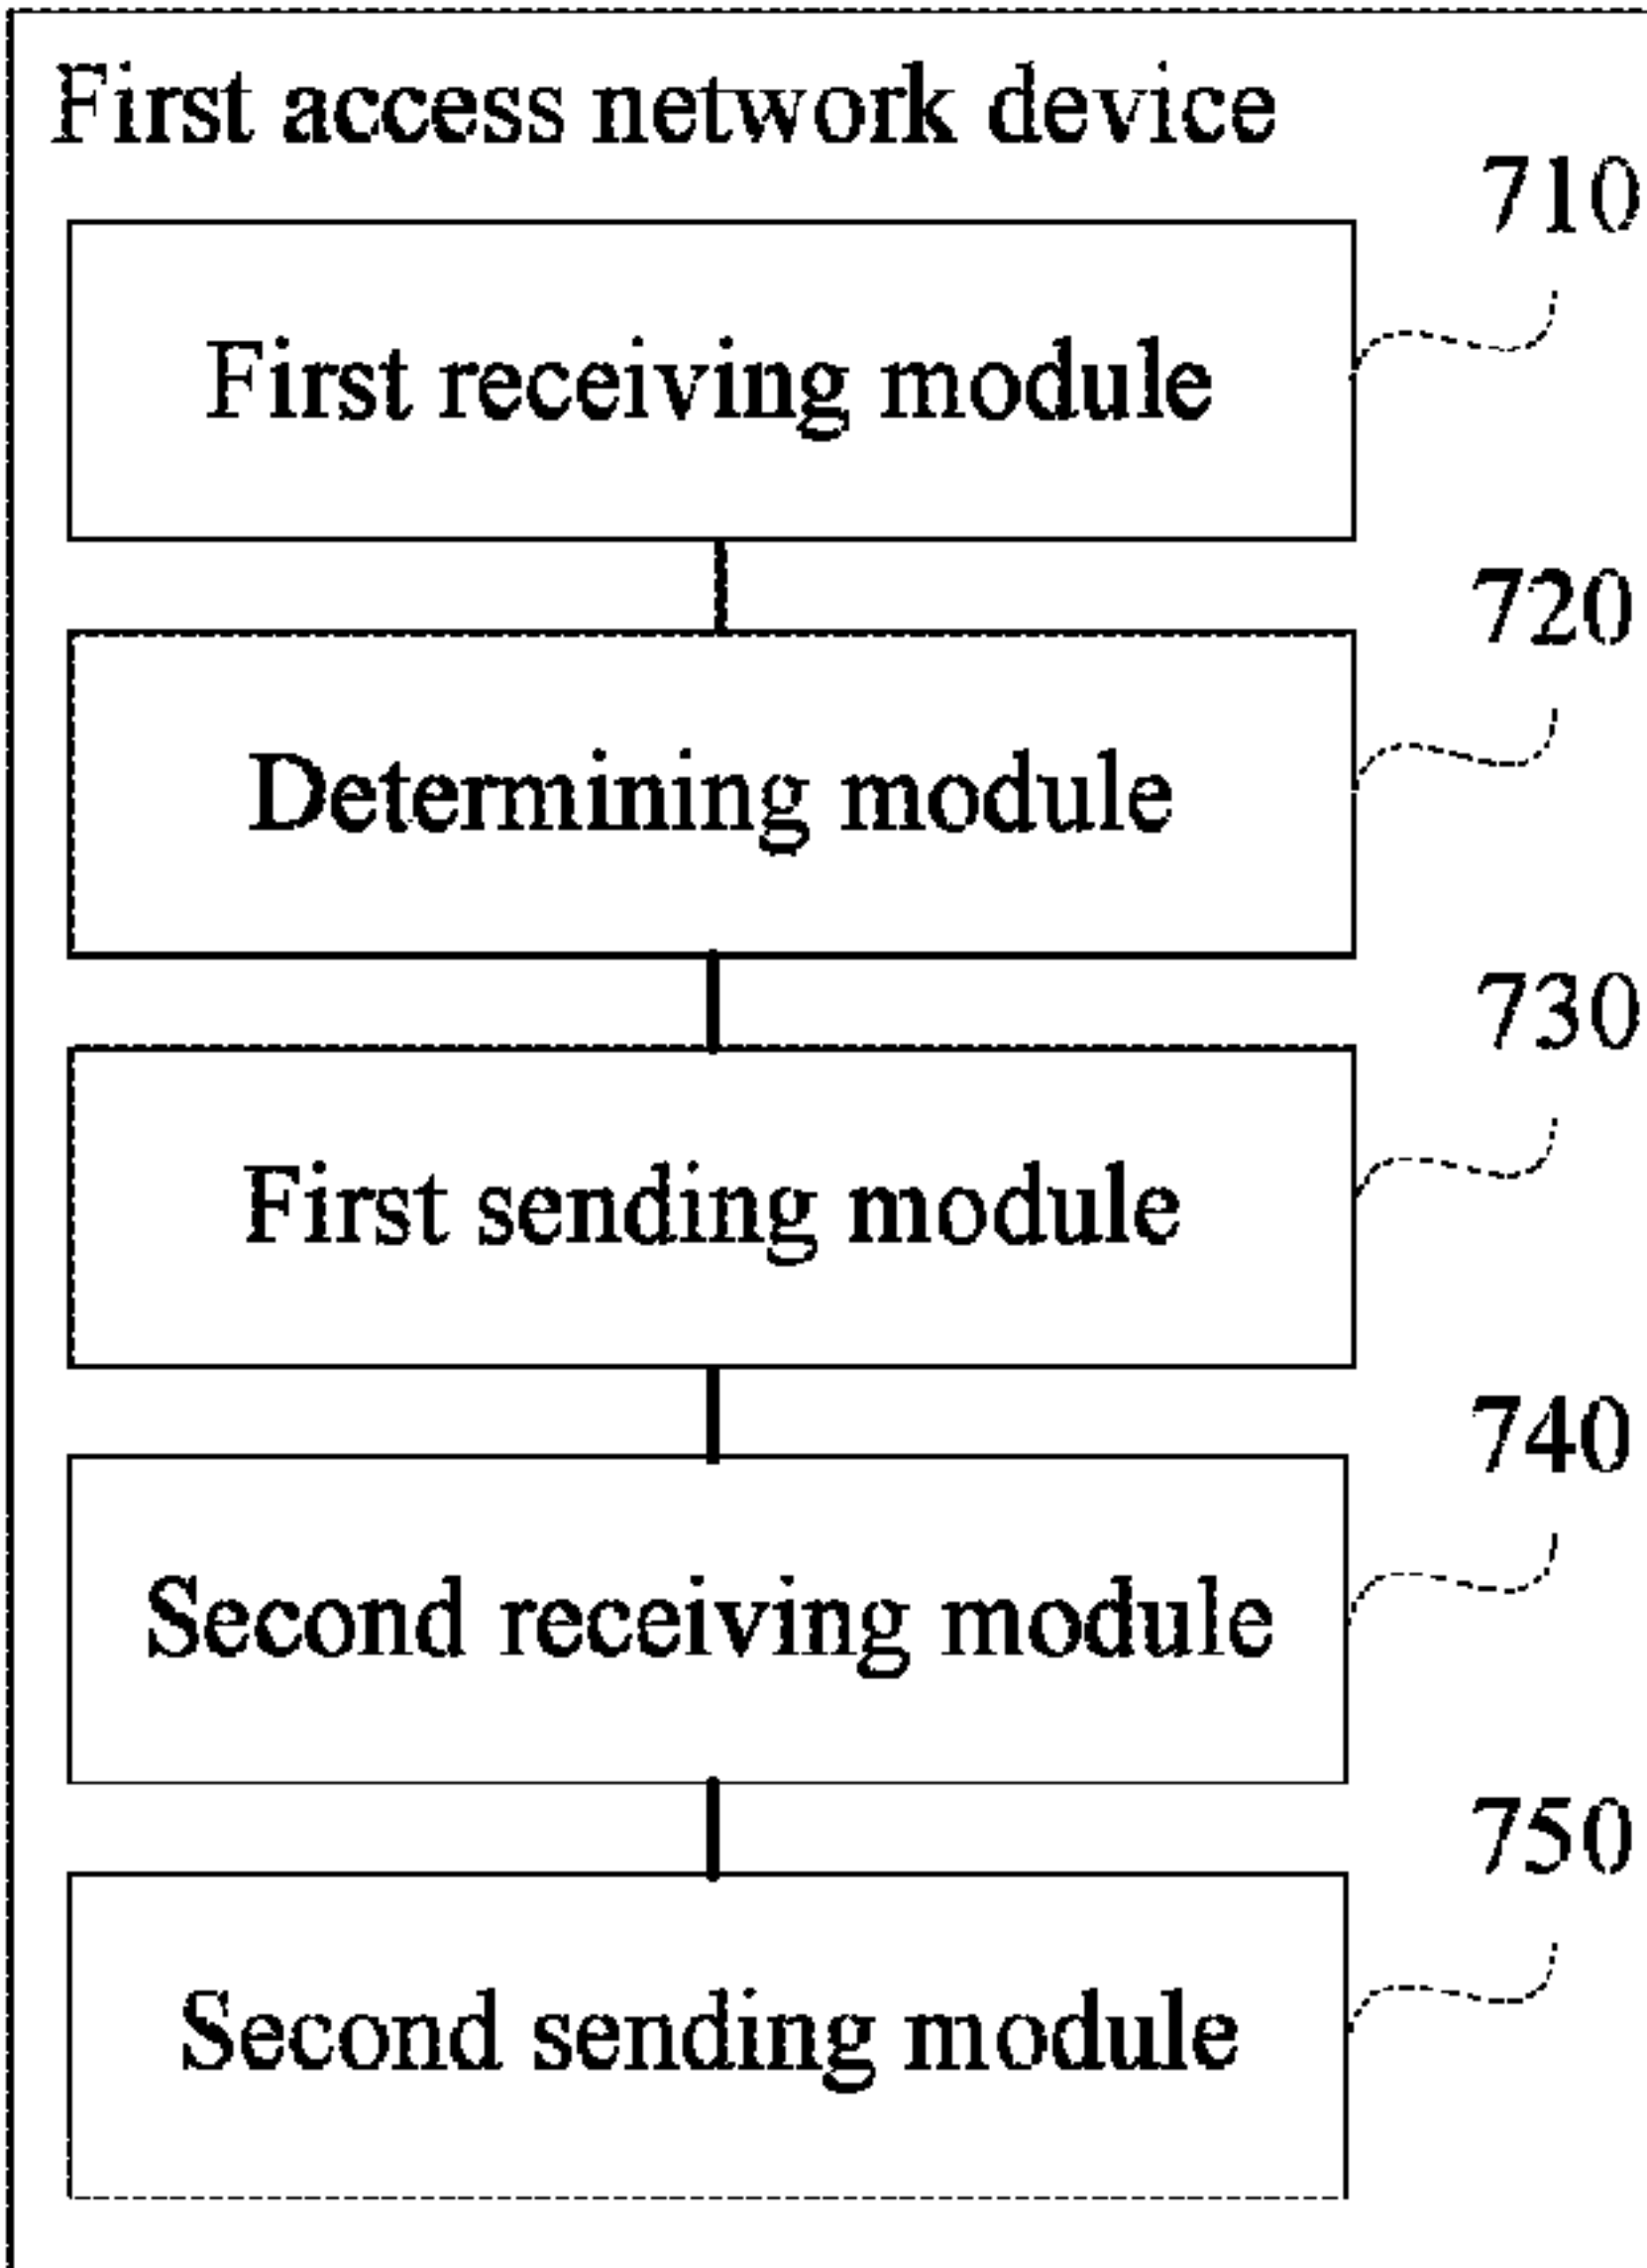 First access network device
710
First receiving module
720
Determining module
730
First sending module
740
Second receiving module
750
Second sending module